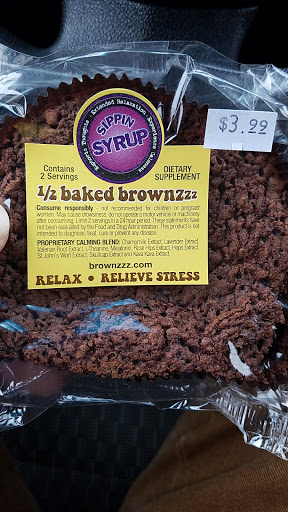 Extended Relaxation
SIPPIN
SYRUP
$3.99
Contains
2 Servings
DIETARY
SUPPLEMENT
1/2 baked brownzzz
Consume responsibly - not recommended for children or pregnant
women. May cause drowsiness, do not operate a motor vehicle or machinery
after consuming. Limit 2 servings in a 24 hour period. These statements have
not been evaluated by the Food and Drug Administration. This product is not
intended to diagnose, treat, cure or prevent any disease.
PROPRIETARY CALMING BLEND: Chamomile Extract, Lavender Extract,
Valerian Root Extract, L-Theanine, Melatonin, Rose Hips Extract, Hops Extract,
St. John's Wort Extract, Skullcap Extract and Kava Kava Extract.
brownzzz.com
RELAX • RELIEVE STRESS